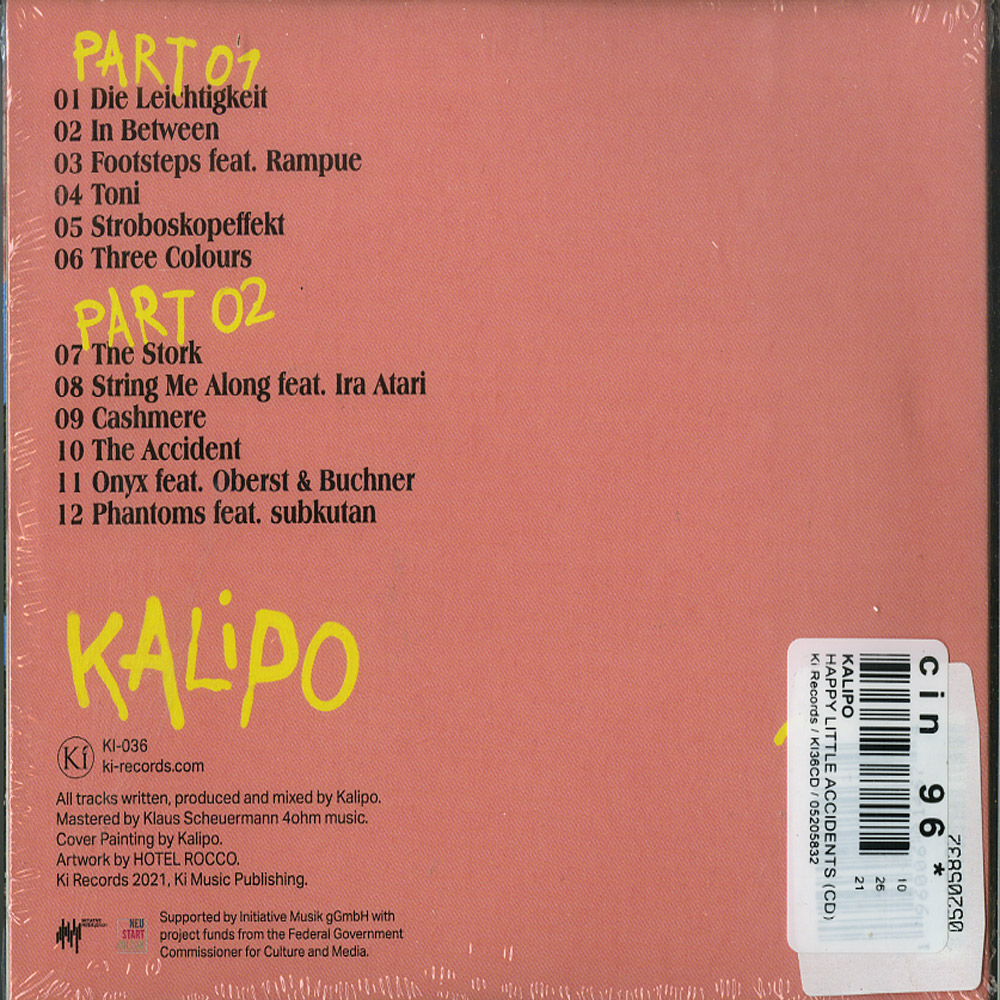 PART 01
01 Die Leichtigkeit
02 In Between
03 Footsteps feat. Rampue
04 Toni
05 Stroboskopeffekt
06 Three Colours
PART 02
07 The Stork
08 String Me Along feat. Ira Atari
09 Cashmere
10 The Accident
11 Onyx feat. Oberst & Buchner
12 Phantoms feat. subkutan
KALiPO
Ki
KI-036
ki-records.com
All tracks written, produced and mixed by Kalipo.
Mastered by Klaus Scheuermann 4ohm music.
Cover Painting by Kalipo.
Artwork by HOTEL ROCCO.
Ki Records 2021, Ki Music Publishing.
NEU
START
Supported by Initiative Musik gGmbH with
project funds from the Federal Government
Commissioner for Culture and Media.
cin 96 *
10
26
21
KALIPO
HAPPY LITTLE ACCIDENTS (CD)
Ki Records / KI36CD / 05205832
05205832